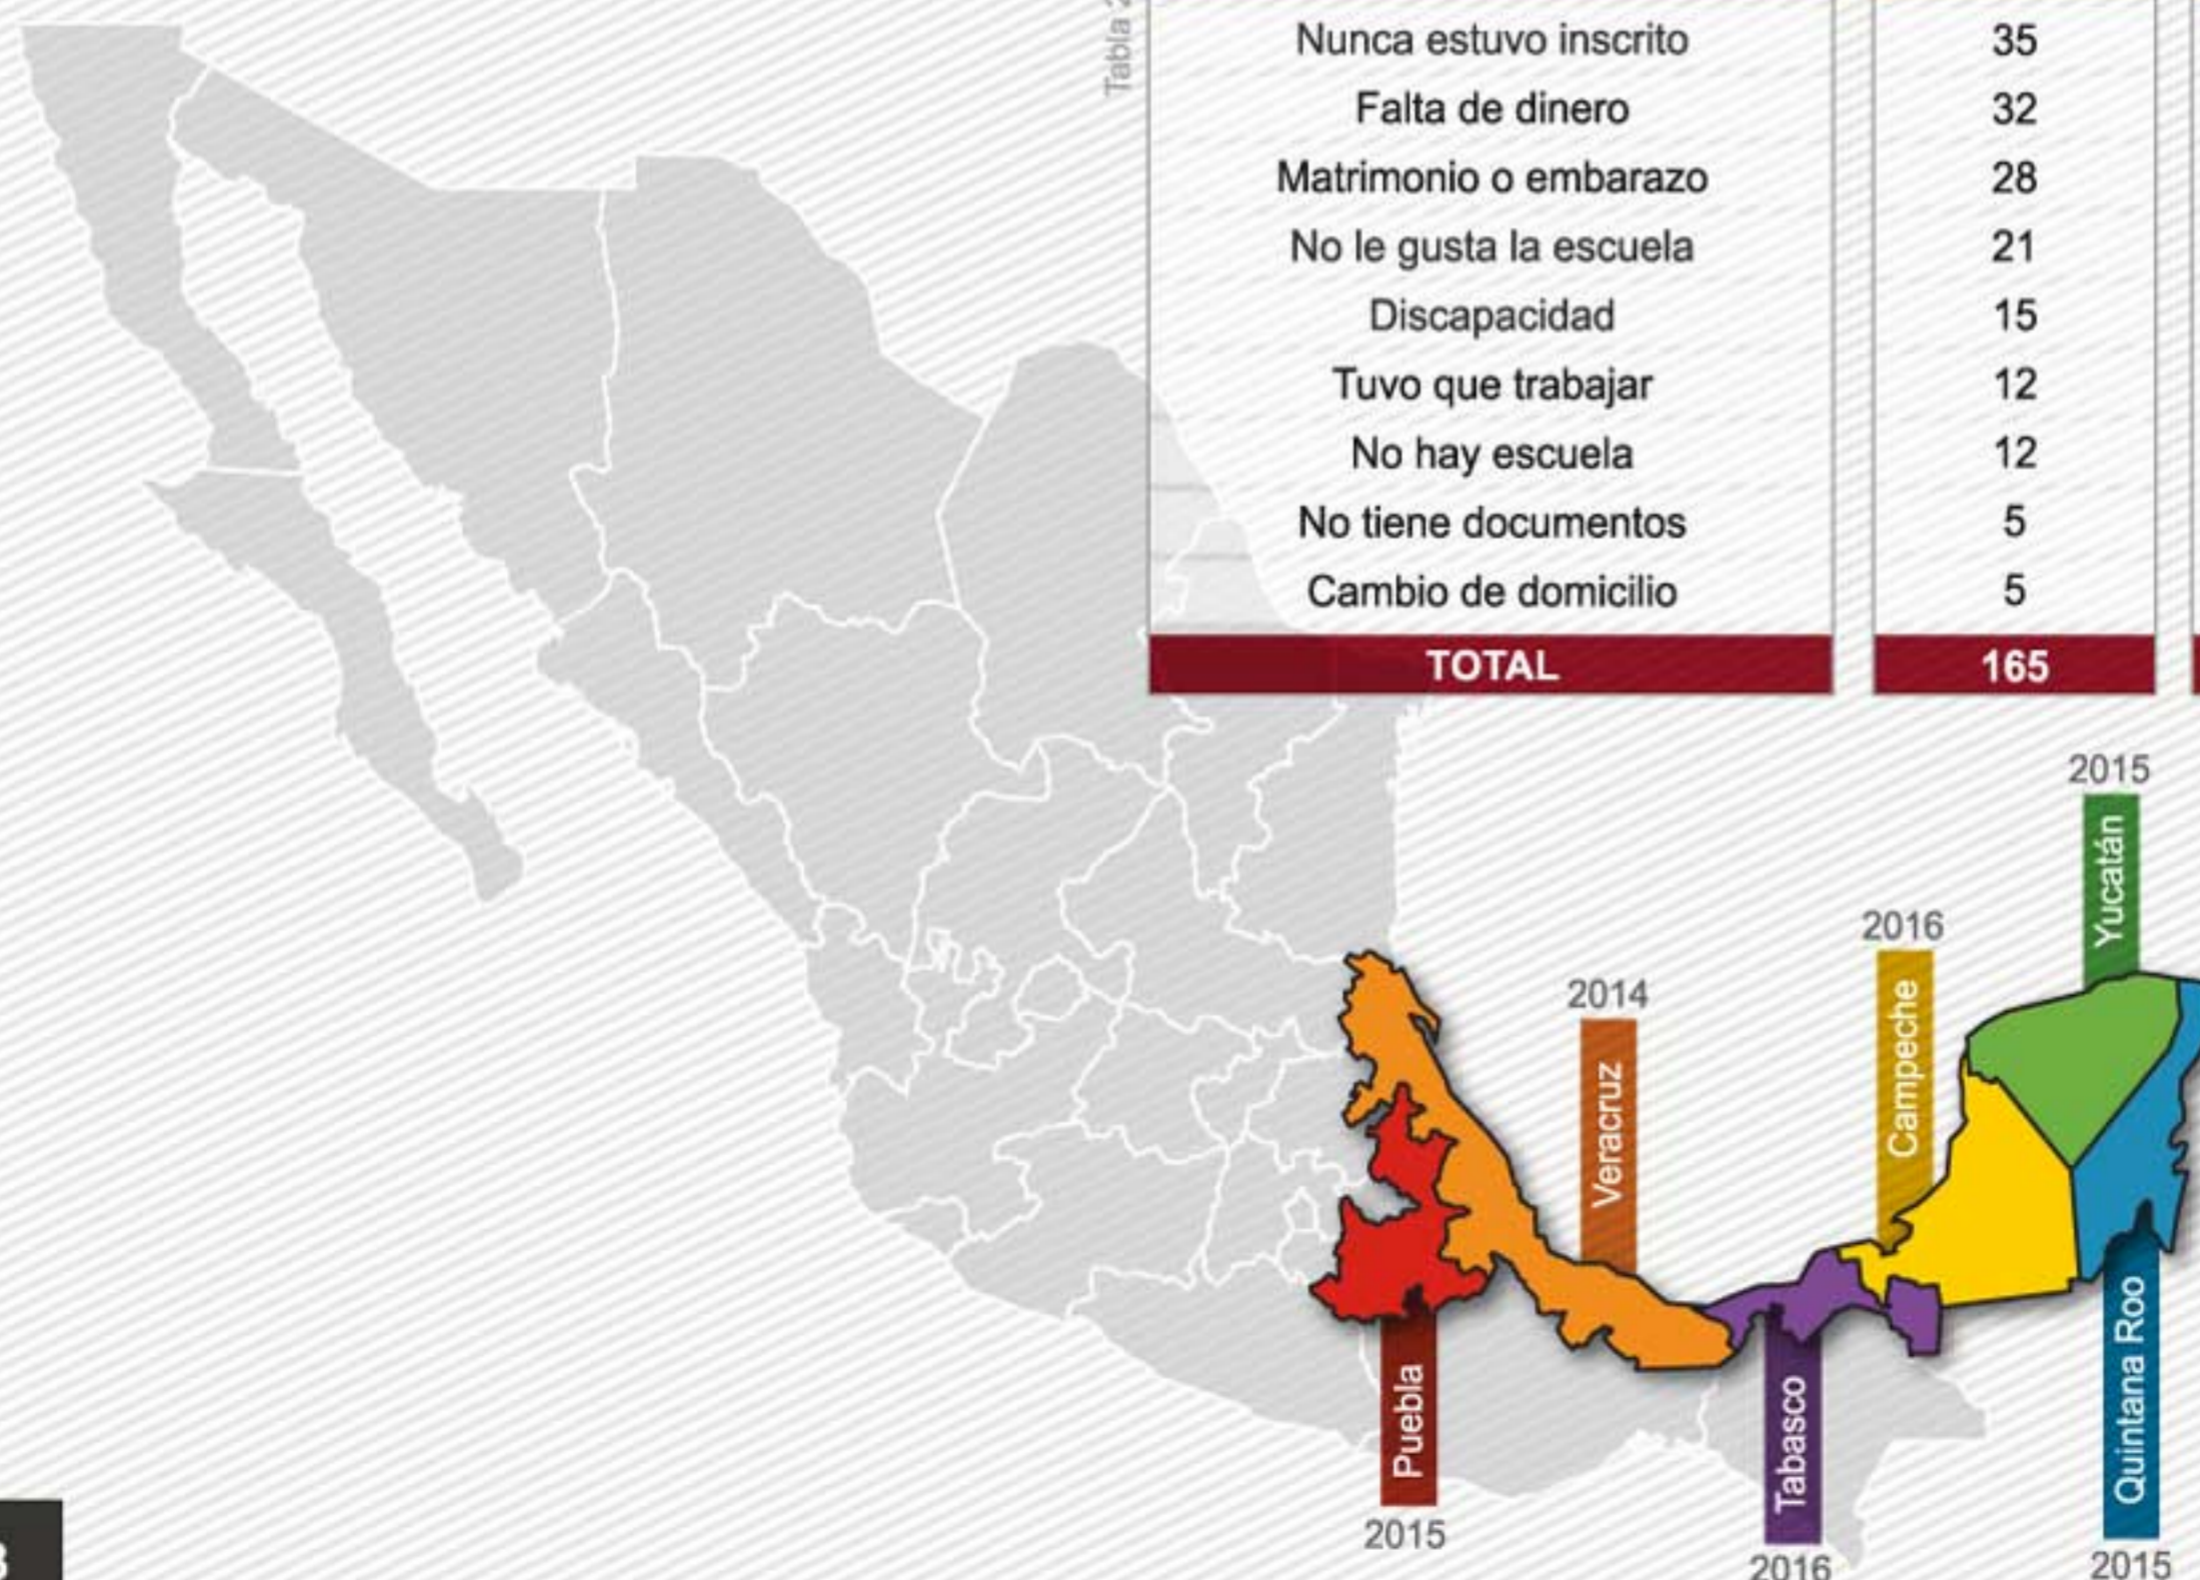 Tabla 2
Nunca estuvo inscrito 35
Falta de dinero 32
Matrimonio o embarazo 28
No le gusta la escuela 21
Discapacidad 15
Tuvo que trabajar 12
No hay escuela 12
No tiene documentos 5
Cambio de domicilio 5
TOTAL 165
2015
Yucatán
2016
Campeche
2014
Veracruz
Puebla
2015
Tabasco
2016
Quintana Roo
2015